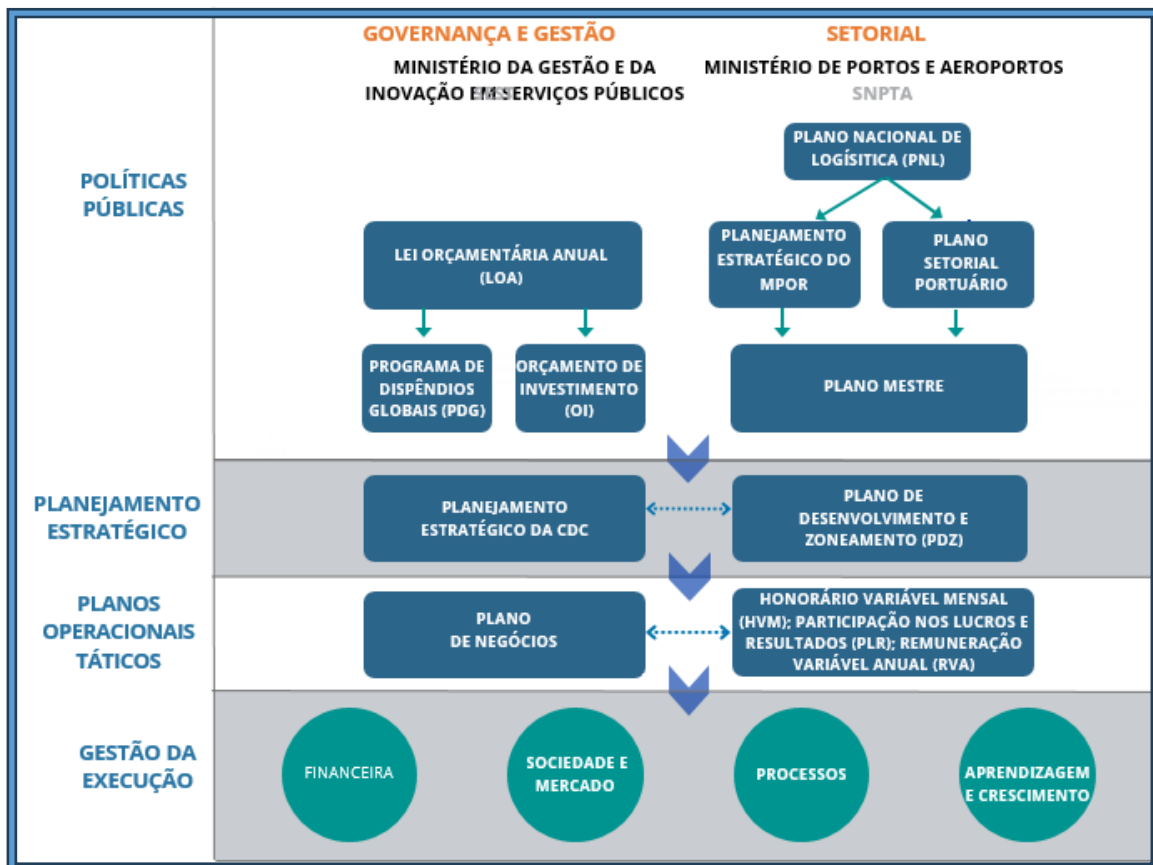 GOVERNANÇA E GESTÃO
MINISTÉRIO DA GESTÃO E DA
INOVAÇÃO EM SERVIÇOS PÚBLICOS
SETORIAL
MINISTÉRIO DE PORTOS E AEROPORTOS
SNPTA
POLÍTICAS
PÚBLICAS
PLANO NACIONAL DE
LOGÍSITICA (PNL)
LEI ORÇAMENTÁRIA ANUAL
(LOA)
PLANEJAMENTO
ESTRATÉGICO DO
MPOR
PLANO
SETORIAL
PORTUÁRIO
PROGRAMA DE
DISPÊNDIOS
GLOBAIS (PDG)
ORÇAMENTO DE
INVESTIMENTO
(OI)
PLANO MESTRE
PLANEJAMENTO
ESTRATÉGICO
PLANEJAMENTO
ESTRATÉGICO DA CDC
PLANO DE
DESENVOLVIMENTO E
ZONEAMENTO (PDZ)
PLANOS
OPERACIONAIS
TÁTICOS
PLANO
DE NEGÓCIOS
HONORÁRIO VARIÁVEL MENSAL
(HVM); PARTICIPAÇÃO NOS LUCROS E
RESULTADOS (PLR); REMUNERAÇÃO
VARIÁVEL ANUAL (RVA)
GESTÃO DA
EXECUÇÃO
FINANCEIRA
SOCIEDADE E
MERCADO
PROCESSOS
APRENDIZAGEM
E CRESCIMENTO